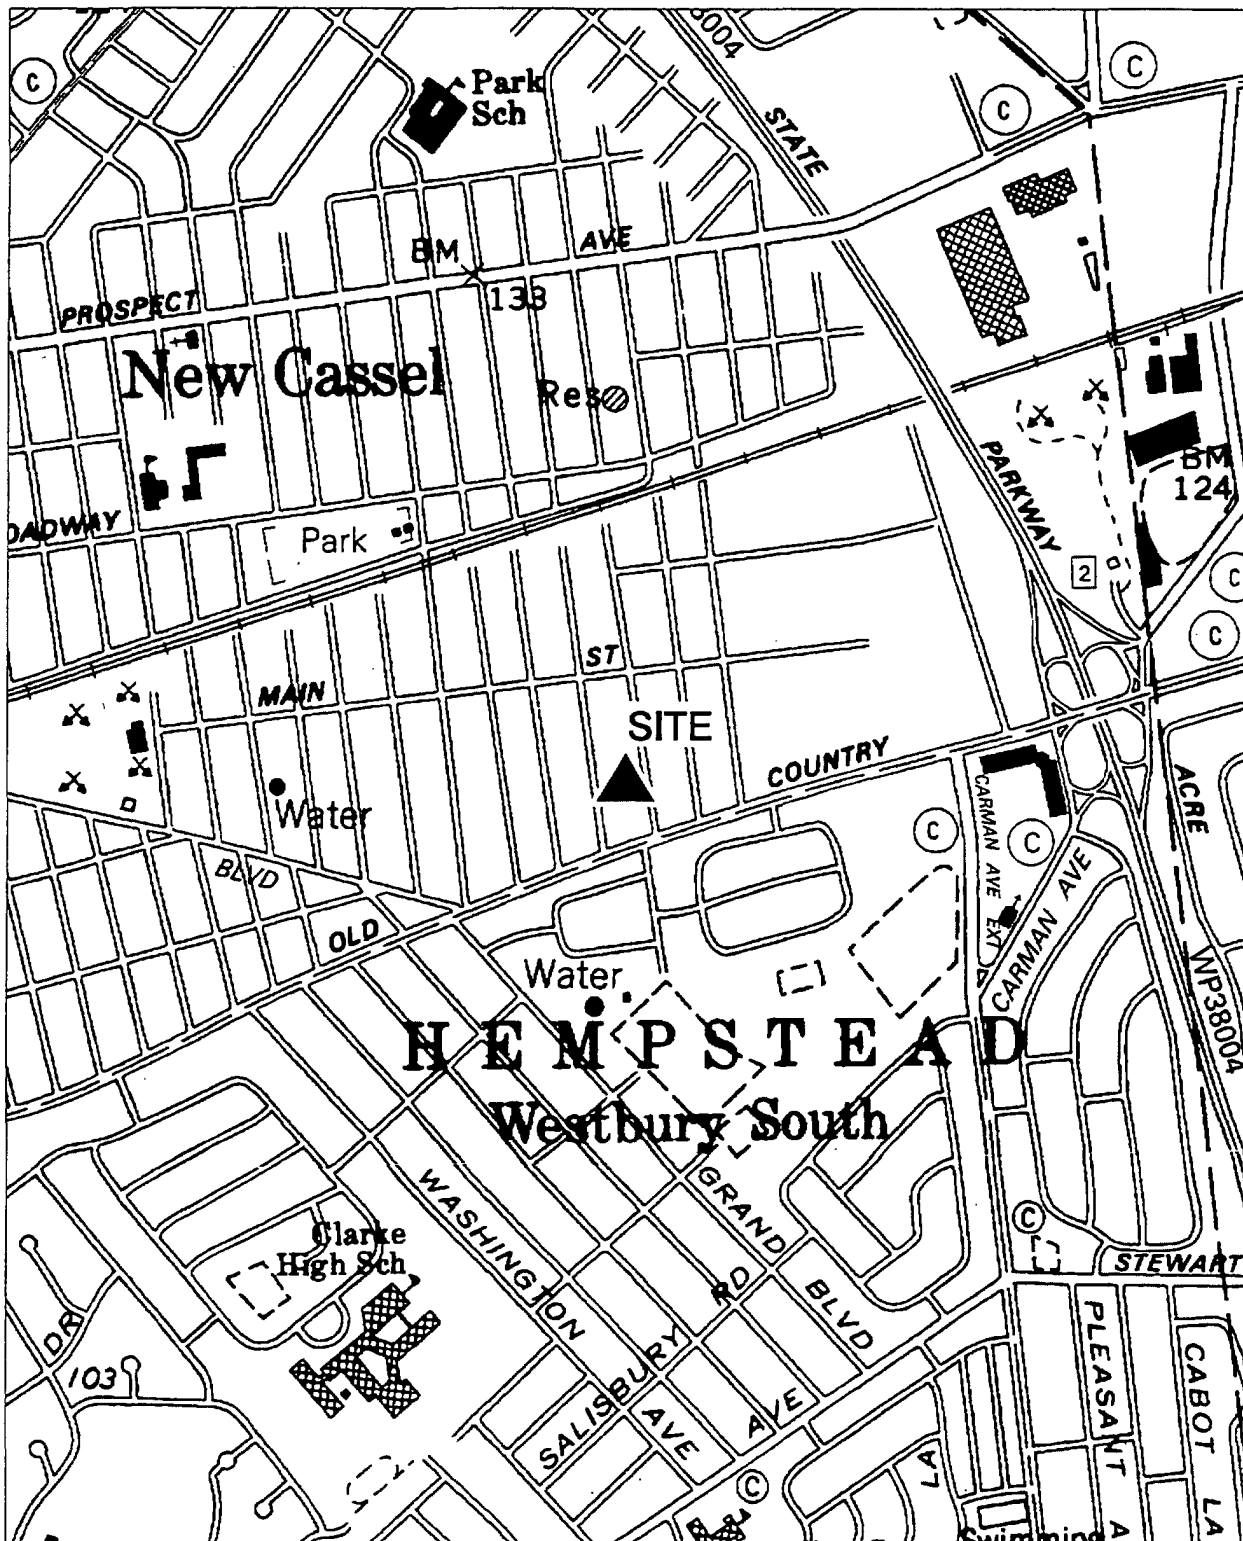 C
Park
Sch
8004
C
C
STATE
BM
AVE
133
PROSPECT
New Cassel
Res
PARKWAY
BM
124
OADWAY
Park
2
C
C
ST
MAIN
SITE
COUNTRY
CARMAN AVE EXT
ACRE
Water
C
C
BLVD
OLD
CARMAN AVE
Water
WP38004
HEMPSTEAD
Westbury South
WASHINGTON
AVE
GRAND
BLVD
C
Clarke
High Sch
STEWART
RD
DR
SALISBURY
AVE
PLEASANT A
CABOT LA
103
LA
C
Swimming